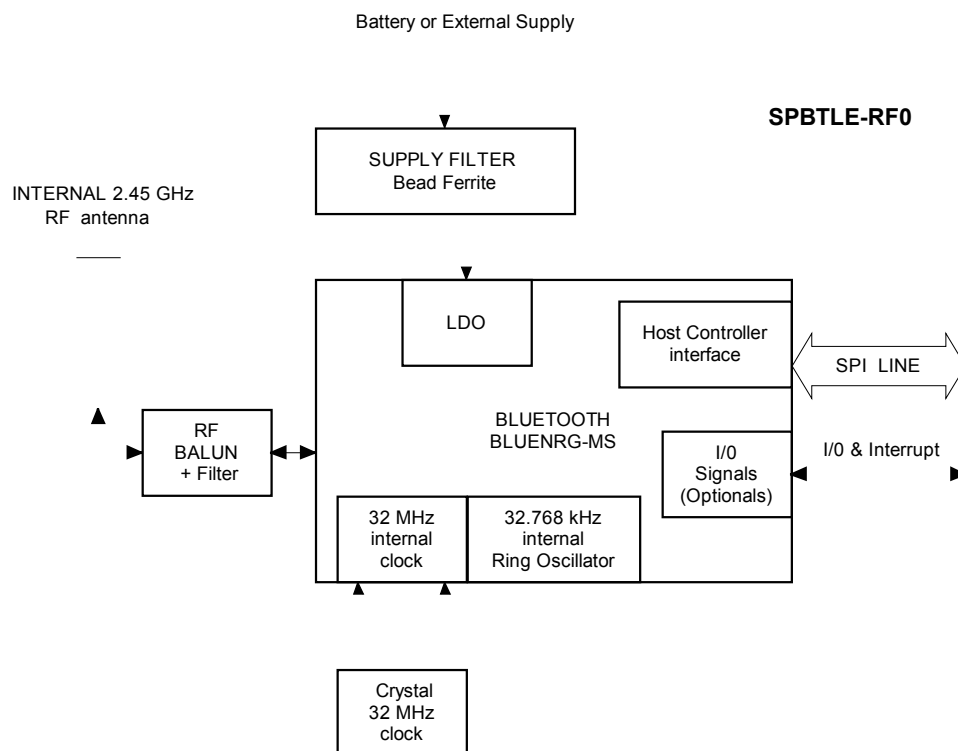 Battery or External Supply
SPBTLE-RF0
SUPPLY FILTER
Bead Ferrite
INTERNAL 2.45 GHz
RF antenna
LDO
Host Controller
interface
SPI LINE
BLUETOOTH
BLUENRG-MS
RF
BALUN
+ Filter
I/0
Signals
(Optionals)
I/0 & Interrupt
32 MHz
internal
clock
32.768 kHz
internal
Ring Oscillator
Crystal
32 MHz
clock